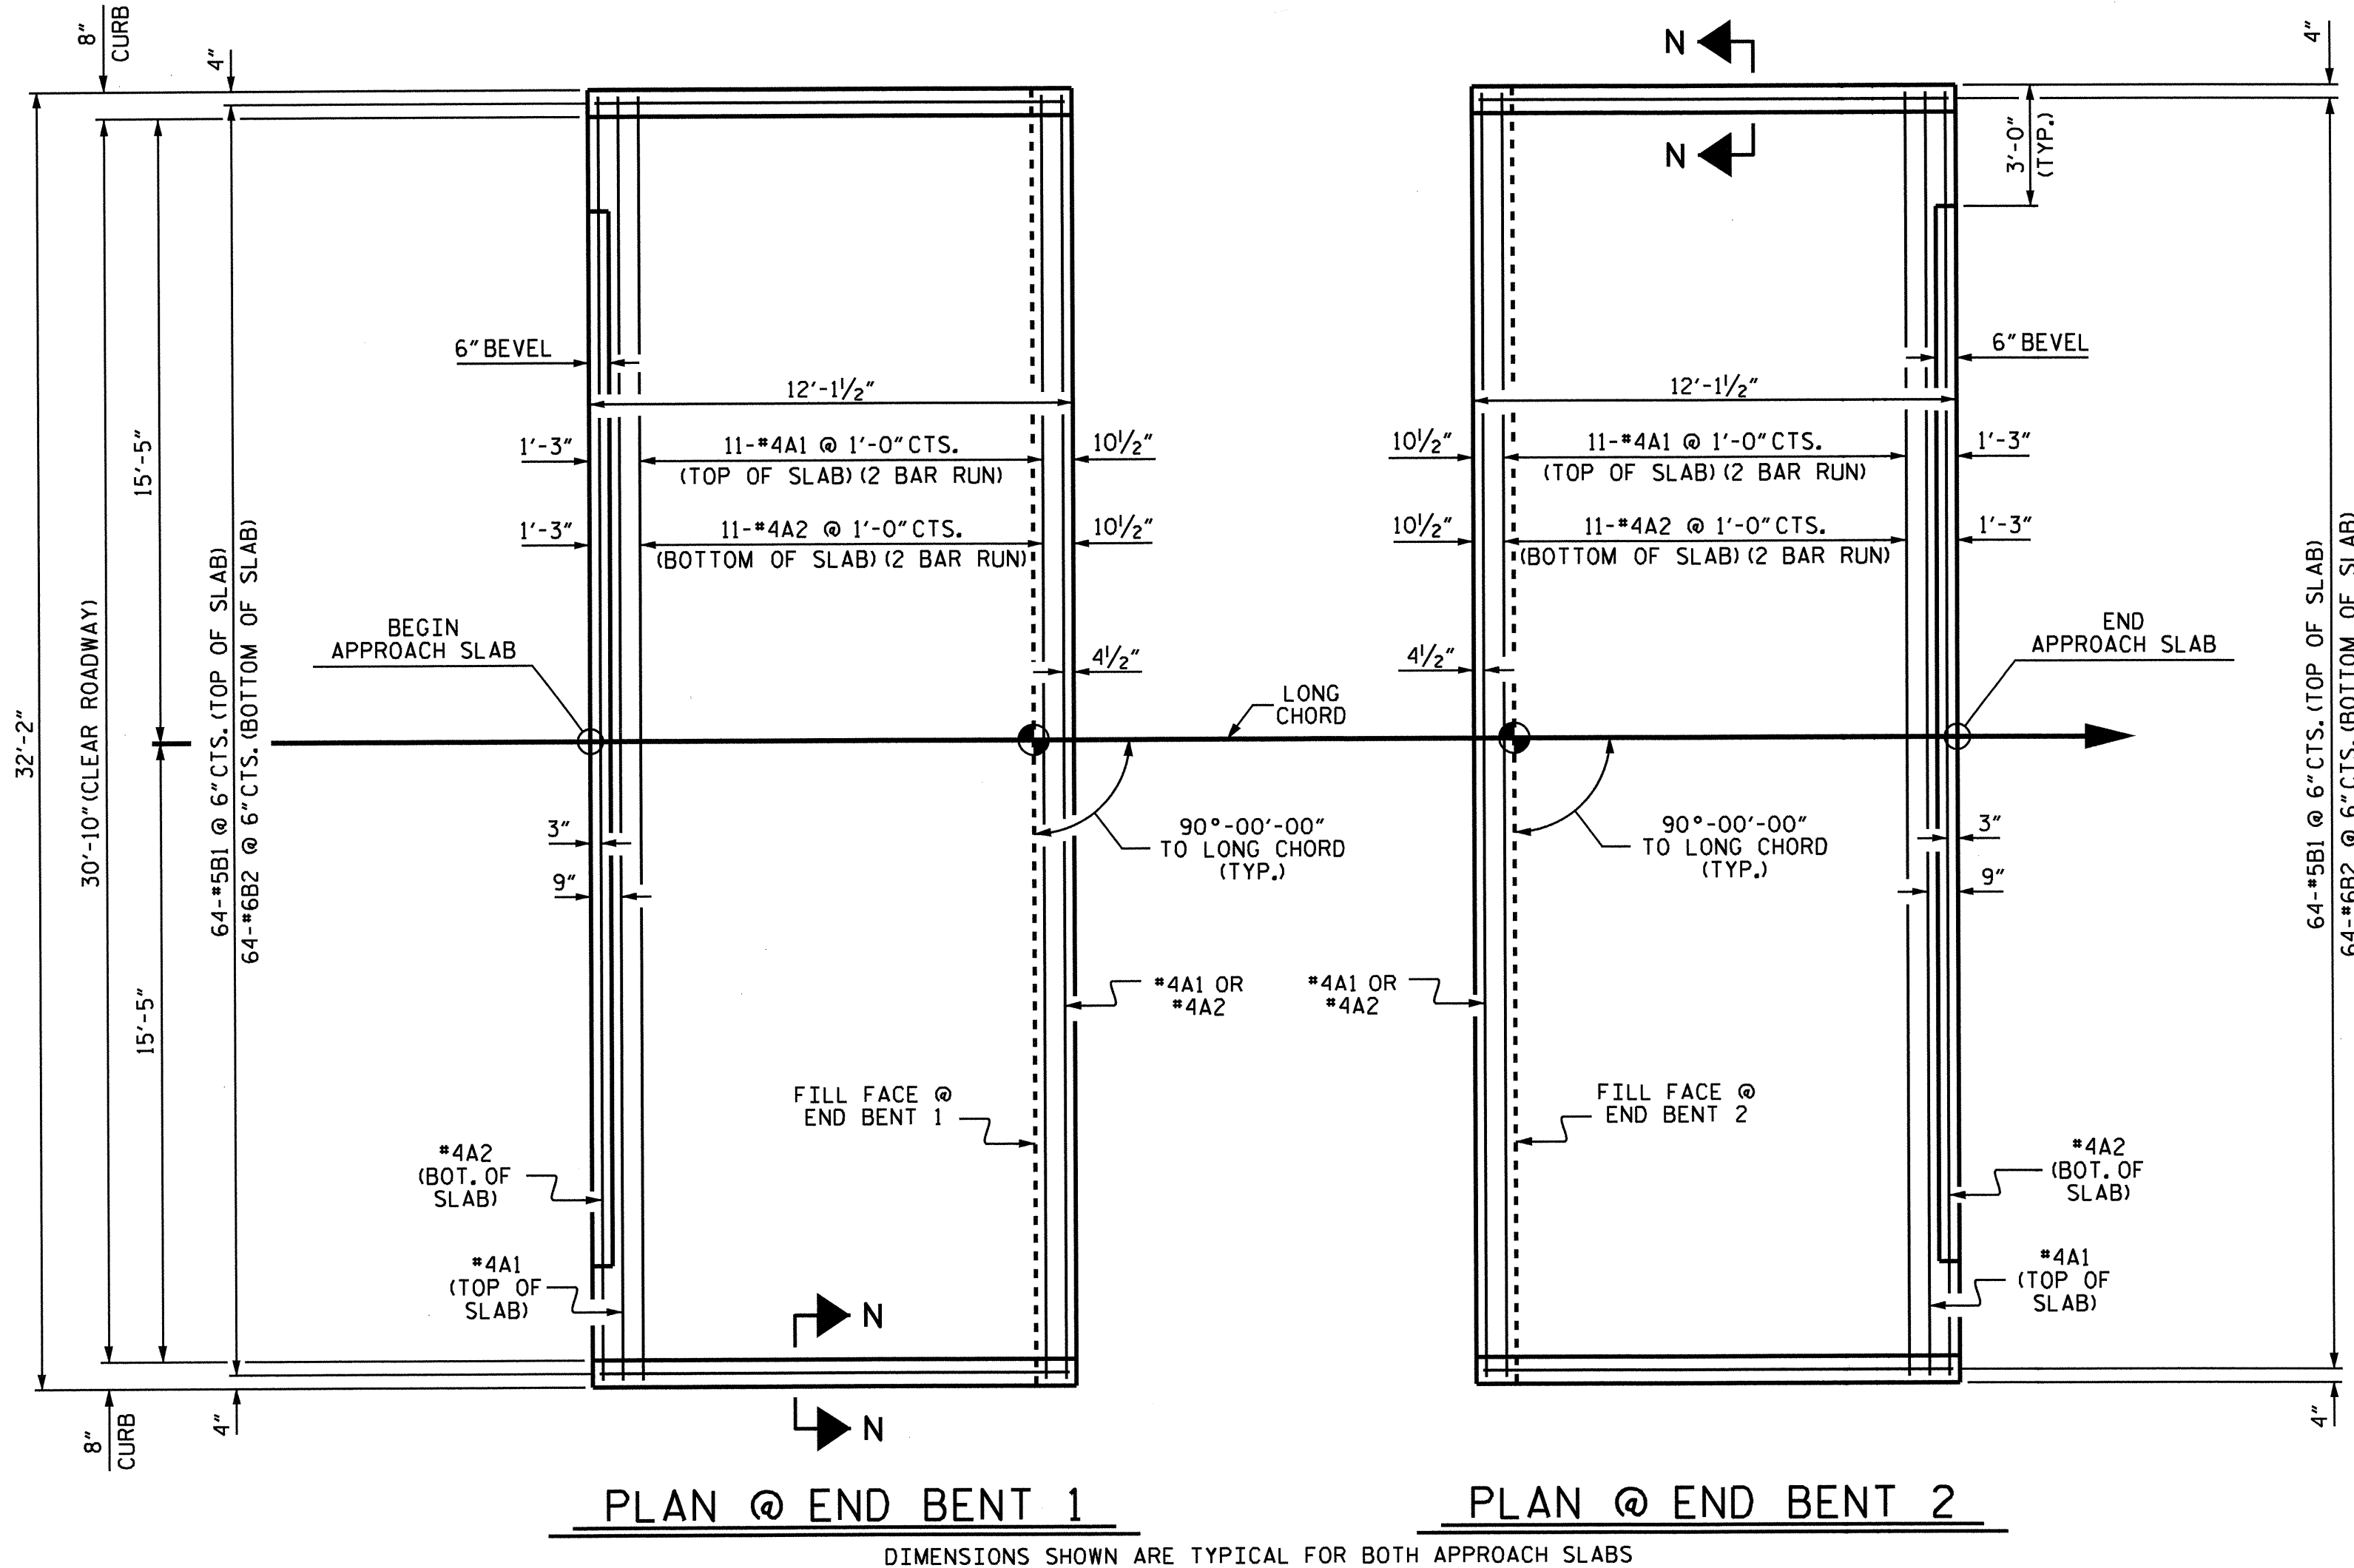 8"
CURB
4"
32'-2"
30'-10" (CLEAR ROADWAY)
15'-5"
15'-5"
64-#5B1 @ 6" CTS. (TOP OF SLAB)
64-#6B2 @ 6" CTS. (BOTTOM OF SLAB)
8"
CURB
4"
6" BEVEL
12'-1½"
1'-3"
11-#4A1 @ 1'-0" CTS.
(TOP OF SLAB) (2 BAR RUN)
10½"
1'-3"
11-#4A2 @ 1'-0" CTS.
(BOTTOM OF SLAB) (2 BAR RUN)
10½"
BEGIN
APPROACH SLAB
4½"
LONG
CHORD
3"
9"
90°-00'-00"
TO LONG CHORD
(TYP.)
#4A1 OR
#4A2
FILL FACE @
END BENT 1
#4A2
(BOT. OF
SLAB)
#4A1
(TOP OF
SLAB)
N
N
PLAN @ END BENT 1
N
N
4"
3'-0"
(TYP.)
6" BEVEL
12'-1½"
10½"
11-#4A1 @ 1'-0" CTS.
(TOP OF SLAB) (2 BAR RUN)
1'-3"
10½"
11-#4A2 @ 1'-0" CTS.
(BOTTOM OF SLAB) (2 BAR RUN)
1'-3"
4½"
END
APPROACH SLAB
90°-00'-00"
TO LONG CHORD
(TYP.)
3"
9"
#4A1 OR
#4A2
FILL FACE @
END BENT 2
#4A2
(BOT. OF
SLAB)
#4A1
(TOP OF
SLAB)
64-#5B1 @ 6" CTS. (TOP OF SLAB)
64-#6B2 @ 6" CTS. (BOTTOM OF SLAB)
4"
PLAN @ END BENT 2
DIMENSIONS SHOWN ARE TYPICAL FOR BOTH APPROACH SLABS